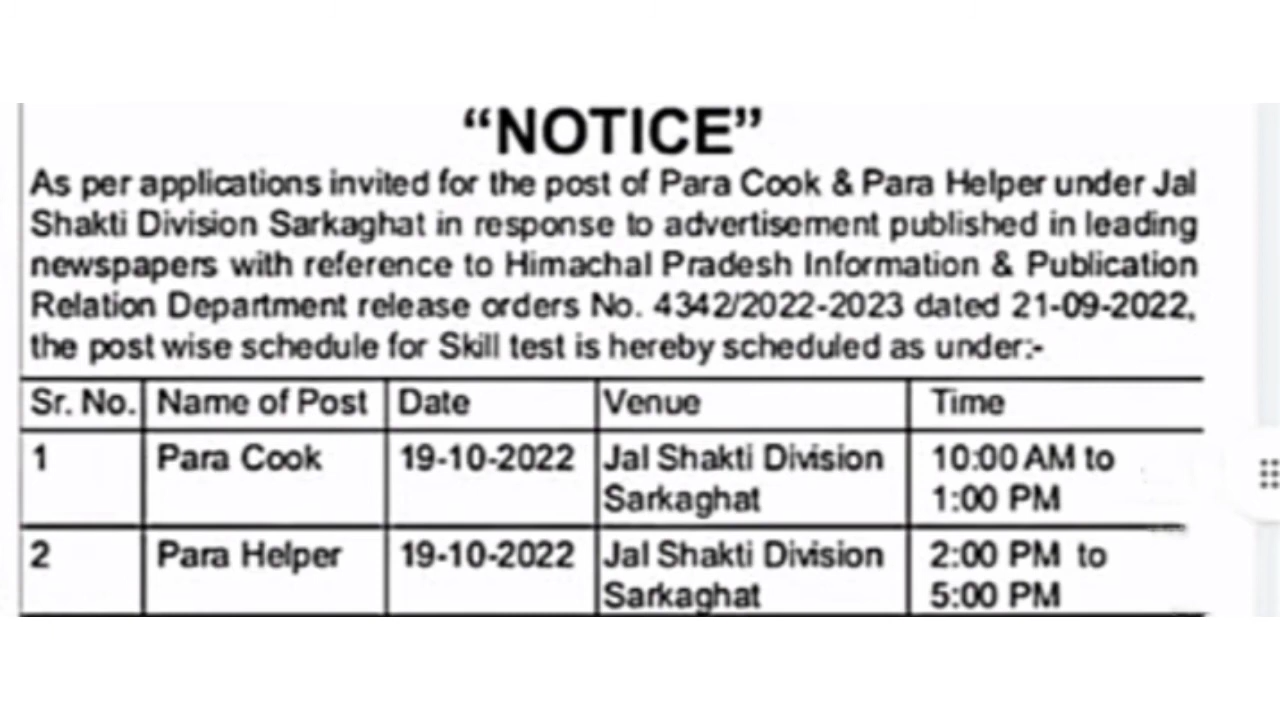 “NOTICE”
As per applications invited for the post of Para Cook & Para Helper under Jal
Shakti Division Sarkaghat in response to advertisement published in leading
newspapers with reference to Himachal Pradesh Information & Publication
Relation Department release orders No. 4342/2022-2023 dated 21-09-2022,
the post wise schedule for Skill test is hereby scheduled as under:-
Sr. No. Name of Post Date Venue Time
1 Para Cook 19-10-2022 Jal Shakti Division 10:00 AM to
Sarkaghat 1:00 PM
2 Para Helper 19-10-2022 Jal Shakti Division 2:00 PM to
Sarkaghat 5:00 PM